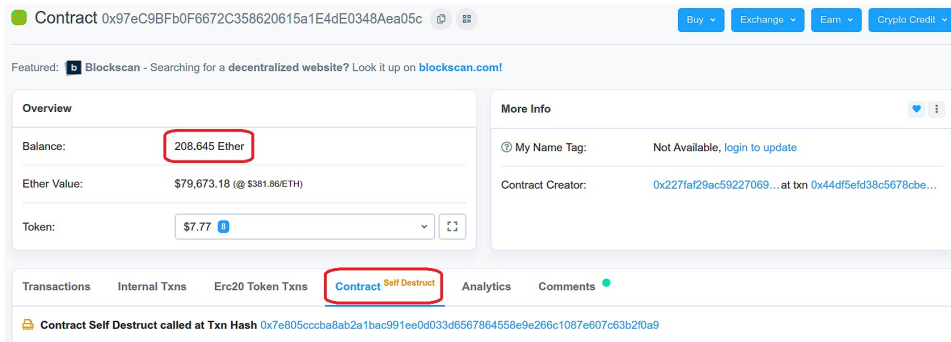 Contract 0x97eC9BFb0F6672C358620615a1E4dE0348Aea05c
Buy Exchange Earn Crypto Credit
Featured: b Blockscan - Searching for a decentralized website? Look it up on blockscan.com!
Overview
Balance: 208.645 Ether
Ether Value: $79,673.18 (@ $381.86/ETH)
Token: $7.77 8
More Info
? My Name Tag: Not Available, login to update
Contract Creator: 0x227faf29ac59227069... at txn 0x44df5efd38c5678cbe...
Transactions Internal Txns Erc20 Token Txns Contract Self Destruct Analytics Comments
Contract Self Destruct called at Txn Hash 0x7e805cccba8ab2a1bac991ee0d033d6567864558e9e266c1087e607c63b2f0a9